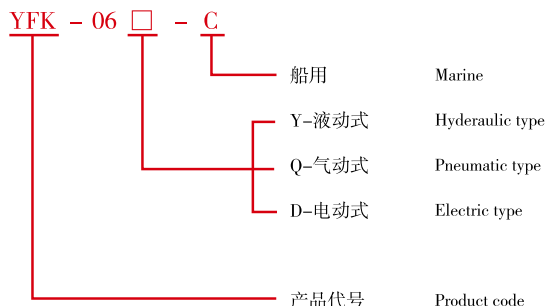 YFK - 06 □ - C
船用 Marine
Y-液动式 Hyderaulic type
Q-气动式 Pneumatic type
D-电动式 Electric type
产品代号 Product code